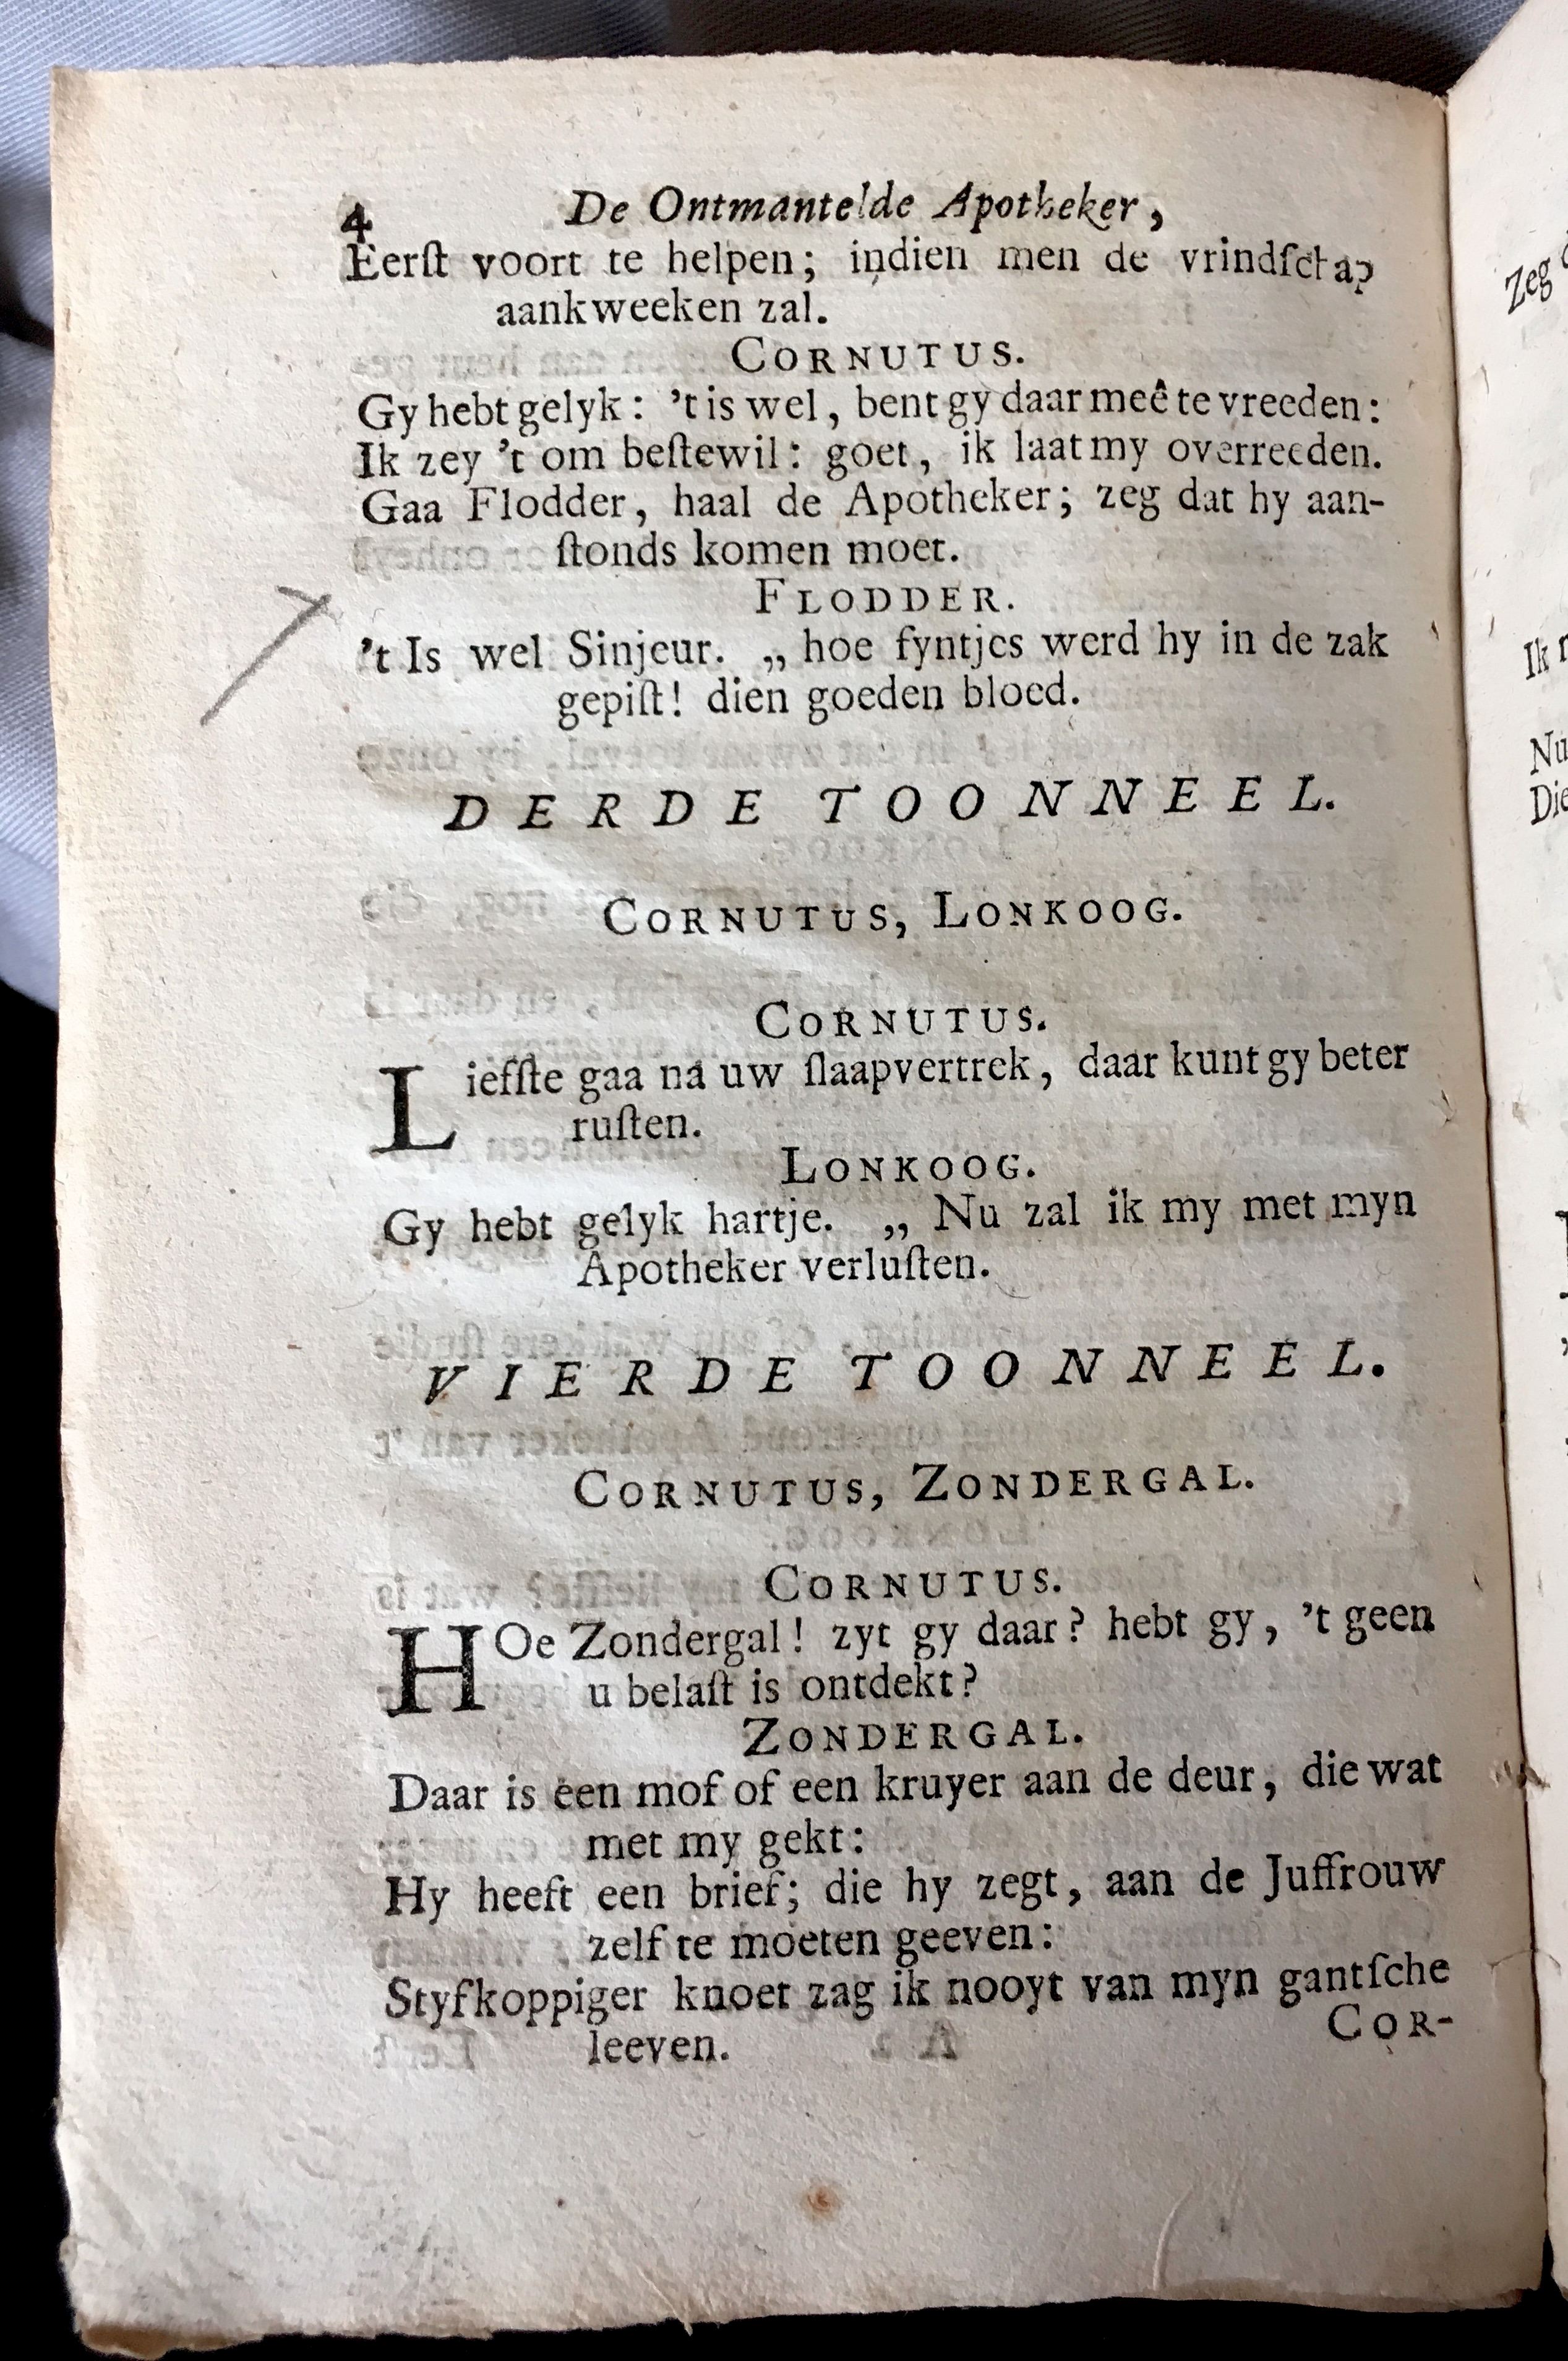 4 De Ontmantelde Apotheker,
Eerſt voort te helpen; indien men de vrindſchap
aankweeken zal.
CORNUTUS.
Gy hebt gelyk: 't is wel, bent gy daar meê te vreeden:
Ik zey 't om beſtewil: goet, ik laat my overreeden.
Gaa Flodder, haal de Apotheker; zeg dat hy aan-
ſtonds komen moet.
FLODDER.
't Is wel Sinjeur. „ hoe fyntjes werd hy in de zak
gepiſt! dien goeden bloed.
DERDE TOONNEEL.
CORNUTUS, LONKOOG.
CORNUTUS.
Liefſte gaa ná uw ſlaapvertrek, daar kunt gy beter
ruſten.
LONKOOG.
Gy hebt gelyk hartje. „ Nu zal ik my met myn
Apotheker verluſten.
VIERDE TOONNEEL.
CORNUTUS, ZONDERGAL.
CORNUTUS.
HOe Zondergal! zyt gy daar? hebt gy, 't geen
u belaſt is ontdekt?
ZONDERGAL.
Daar is een mof of een kruyer aan de deur, die wat
met my gekt:
Hy heeft een brief; die hy zegt, aan de Juffrouw
zelf te moeten geeven:
Styfkoppiger knoet zag ik nooyt van myn gantſche
leeven.
COR-
Zeg
Ik
Nu
Die